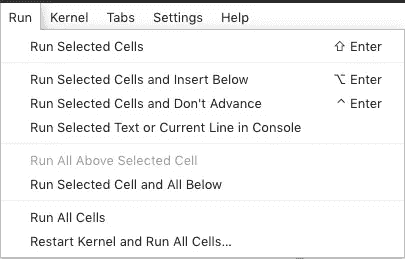 Run Kernel Tabs Settings Help
Run Selected Cells ⇧ Enter
Run Selected Cells and Insert Below ⌥ Enter
Run Selected Cells and Don't Advance ^ Enter
Run Selected Text or Current Line in Console
Run All Above Selected Cell
Run Selected Cell and All Below
Run All Cells
Restart Kernel and Run All Cells...